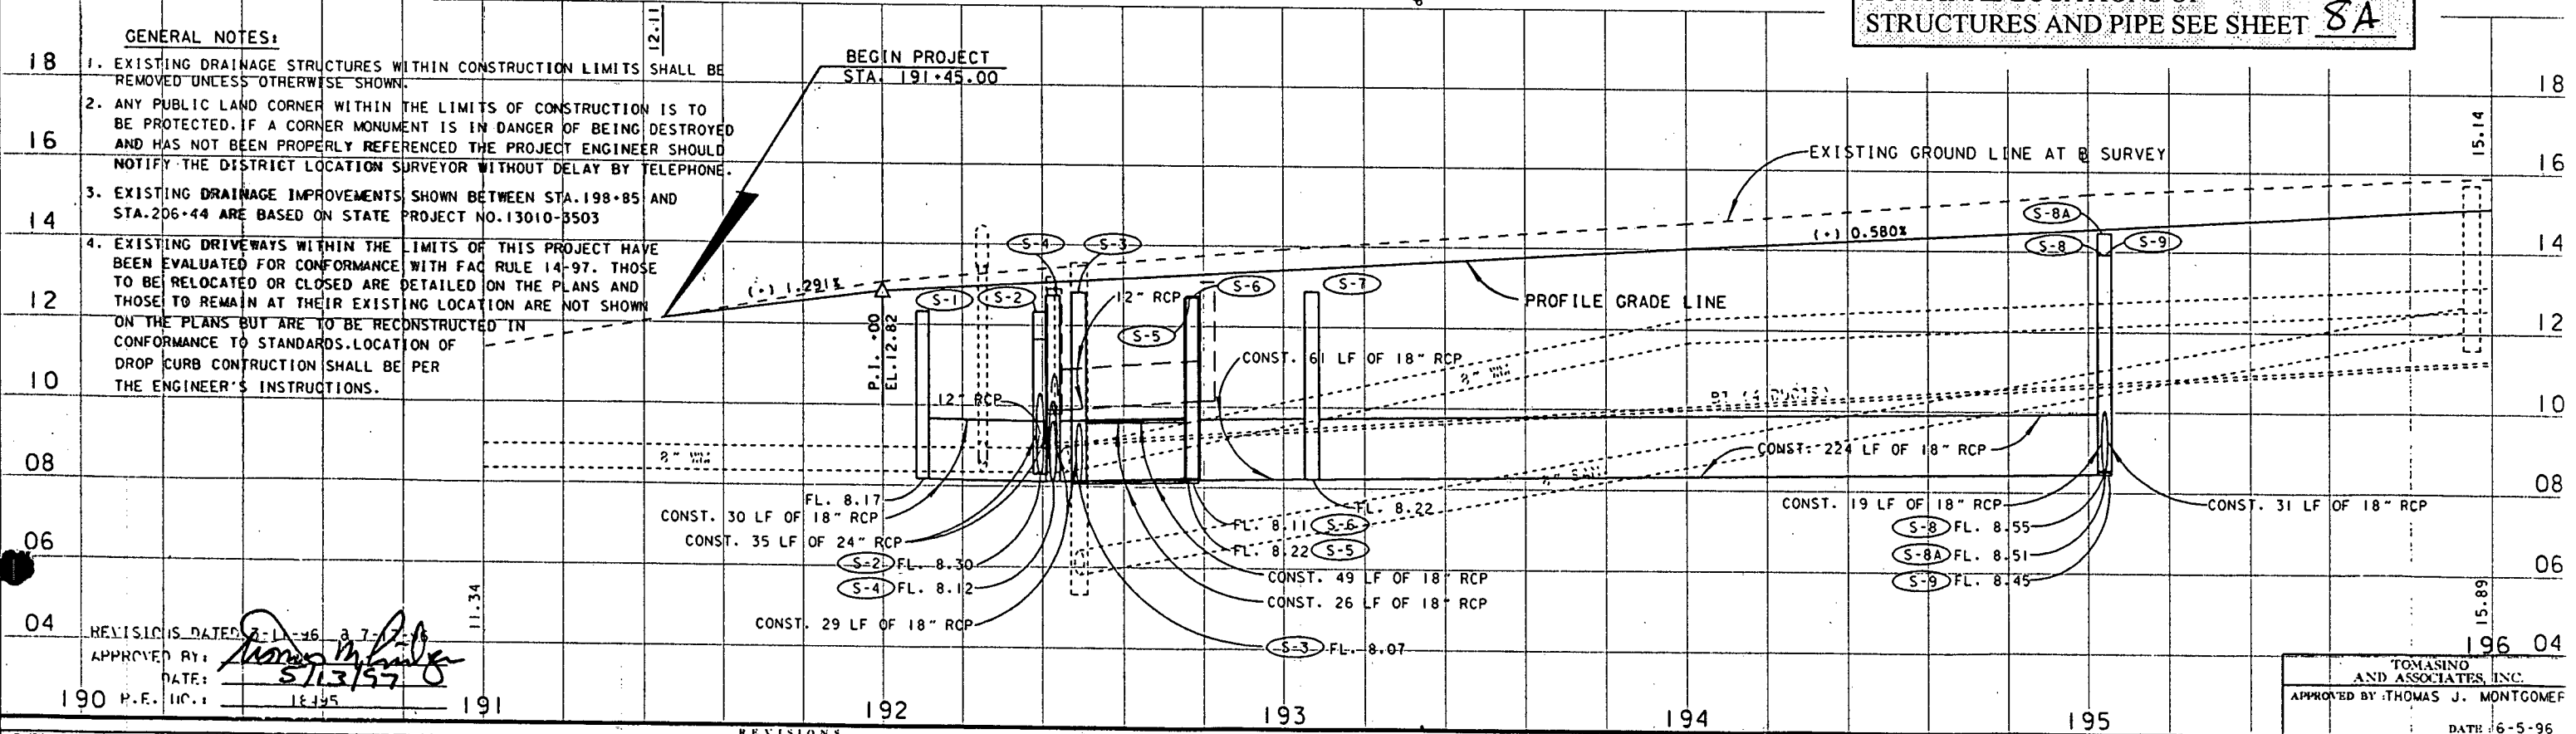 STRUCTURES AND PIPE SEE SHEET 8A
GENERAL NOTES:
1. EXISTING DRAINAGE STRUCTURES WITHIN CONSTRUCTION LIMITS SHALL BE
REMOVED UNLESS OTHERWISE SHOWN.
2. ANY PUBLIC LAND CORNER WITHIN THE LIMITS OF CONSTRUCTION IS TO
BE PROTECTED. IF A CORNER MONUMENT IS IN DANGER OF BEING DESTROYED
AND HAS NOT BEEN PROPERLY REFERENCED THE PROJECT ENGINEER SHOULD
NOTIFY THE DISTRICT LOCATION SURVEYOR WITHOUT DELAY BY TELEPHONE.
3. EXISTING DRAINAGE IMPROVEMENTS SHOWN BETWEEN STA.198+85 AND
STA.206+44 ARE BASED ON STATE PROJECT NO.13010-3503
4. EXISTING DRIVEWAYS WITHIN THE LIMITS OF THIS PROJECT HAVE
BEEN EVALUATED FOR CONFORMANCE WITH FAC RULE 14-97. THOSE
TO BE RELOCATED OR CLOSED ARE DETAILED ON THE PLANS AND
THOSE TO REMAIN AT THEIR EXISTING LOCATION ARE NOT SHOWN
ON THE PLANS BUT ARE TO BE RECONSTRUCTED IN
CONFORMANCE TO STANDARDS.LOCATION OF
DROP CURB CONTRUCTION SHALL BE PER
THE ENGINEER'S INSTRUCTIONS.
18
16
14
12
10
08
06
04
12.11
BEGIN PROJECT
STA. 191+45.00
(+) 1.291%
P.I. +00
EL.12.82
S-1
S-2
S-4
S-3
12" RCP
S-6
S-7
S-5
12" RCP
CONST. 61 LF OF 18" RCP
PROFILE GRADE LINE
EXISTING GROUND LINE AT B SURVEY
(+) 0.580%
S-8A
S-8
S-9
15.14
8" WM
8" WM
CONST. 224 LF OF 18" RCP
FL. 8.17
CONST. 30 LF OF 18" RCP
CONST. 35 LF OF 24" RCP
S-2 FL. 8.30
S-4 FL. 8.12
CONST. 29 LF OF 18" RCP
FL. 8.22
FL. 8.11 S-6
FL. 8.22 S-5
CONST. 49 LF OF 18" RCP
CONST. 26 LF OF 18" RCP
S-3 FL. 8.07
CONST. 19 LF OF 18" RCP
S-8 FL. 8.55
S-8A FL. 8.51
S-9 FL. 8.45
CONST. 31 LF OF 18" RCP
11.34
15.89
18
16
14
12
10
08
06
04
REVISIONS DATED
APPROVED BY:
DATE: 5/13/97
P.E. NO.:
190
191
192
193
194
195
196
TOMASINO
AND ASSOCIATES, INC.
APPROVED BY :THOMAS J. MONTGOMER
DATE :6-5-96
REVISIONS